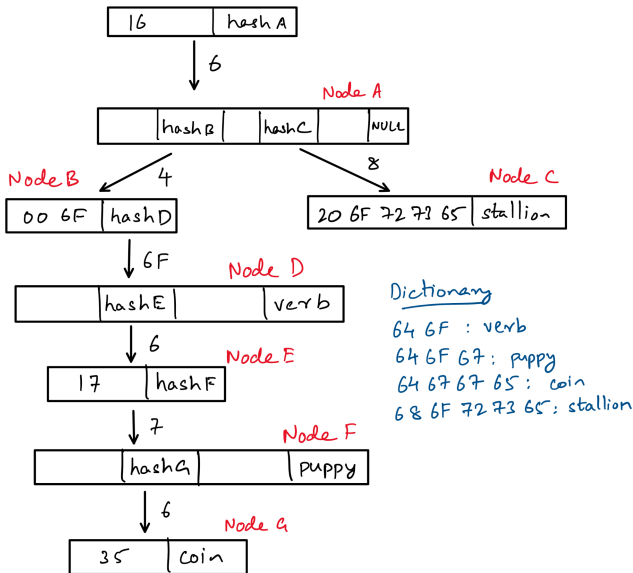 16 hashA
6
Node A
hashB hashC NULL
4 8
Node B Node C
00 6F hashD 20 6F 72 73 65 stallion
6F
Node D
hashE verb
6
Node E
17 hashF
7
Node F
hashG puppy
6
Node G
35 coin
Dictionary
64 6F : verb
64 6F 67 : puppy
64 67 67 65 : coin
68 6F 72 73 65 : stallion